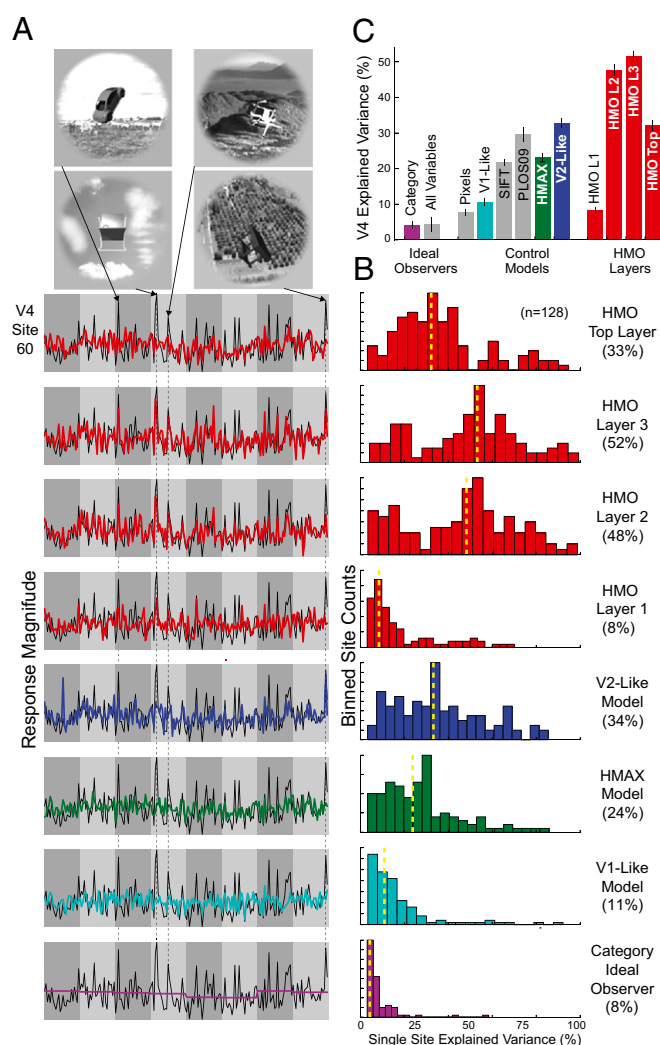 A
V4
Site
60
Response Magnitude
C
V4 Explained Variance (%)
50
40
30
20
10
0
Category
All Variables
Pixels
V1-Like
SIFT
PLOS09
HMAX
V2-Like
HMO L1
HMO L2
HMO L3
HMO Top
Ideal
Observers
Control
Models
HMO
Layers
B
Binned Site Counts
(n=128)
HMO
Top Layer
(33%)
HMO
Layer 3
(52%)
HMO
Layer 2
(48%)
HMO
Layer 1
(8%)
V2-Like
Model
(34%)
HMAX
Model
(24%)
V1-Like
Model
(11%)
Category
Ideal
Observer
(8%)
0 25 50 75 100
Single Site Explained Variance (%)